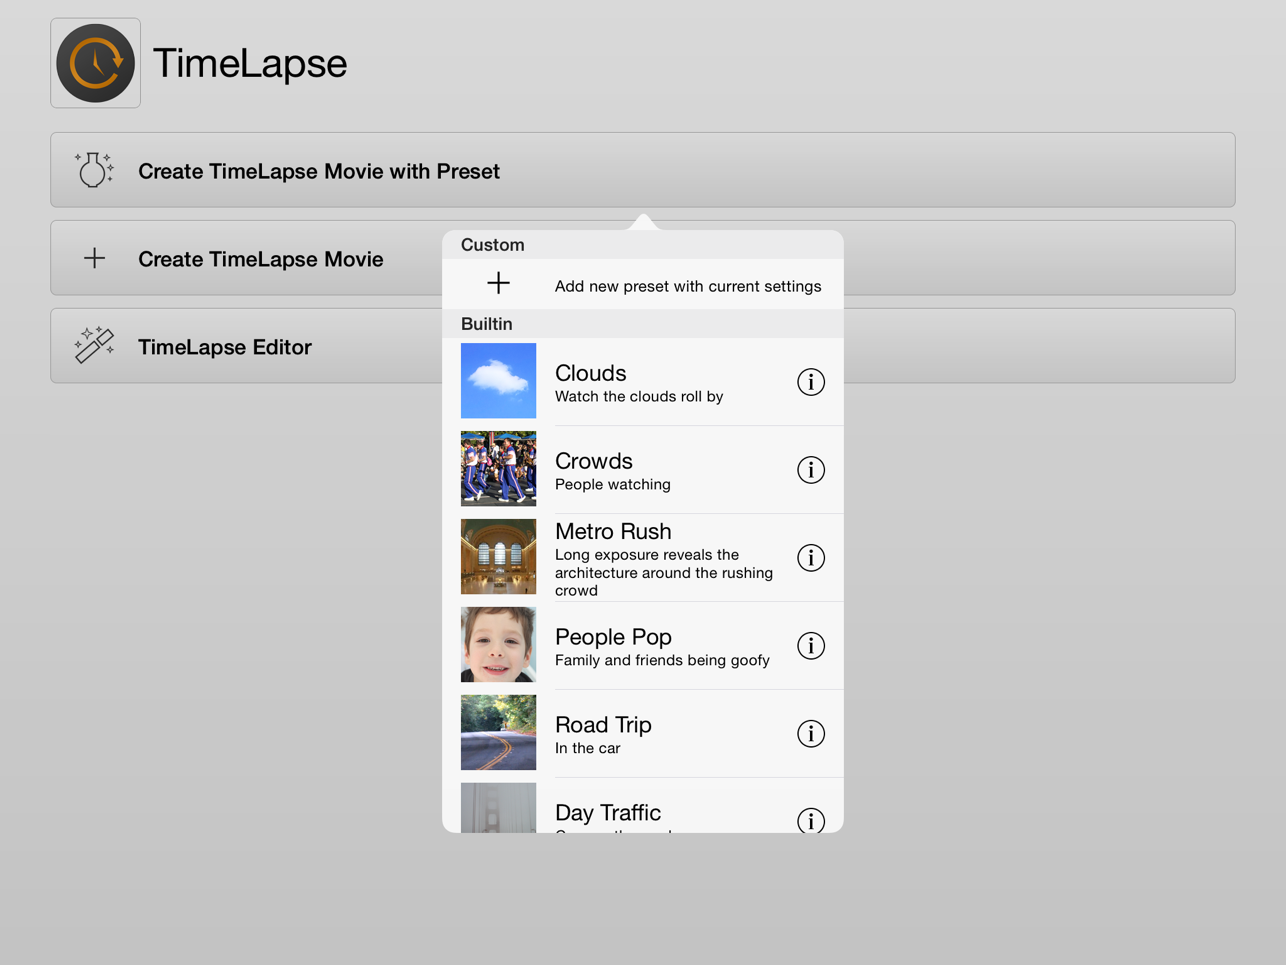 TimeLapse
Create TimeLapse Movie with Preset
Create TimeLapse Movie
TimeLapse Editor
Custom
Add new preset with current settings
Builtin
Clouds
Watch the clouds roll by
Crowds
People watching
Metro Rush
Long exposure reveals the
architecture around the rushing
crowd
People Pop
Family and friends being goofy
Road Trip
In the car
Day Traffic